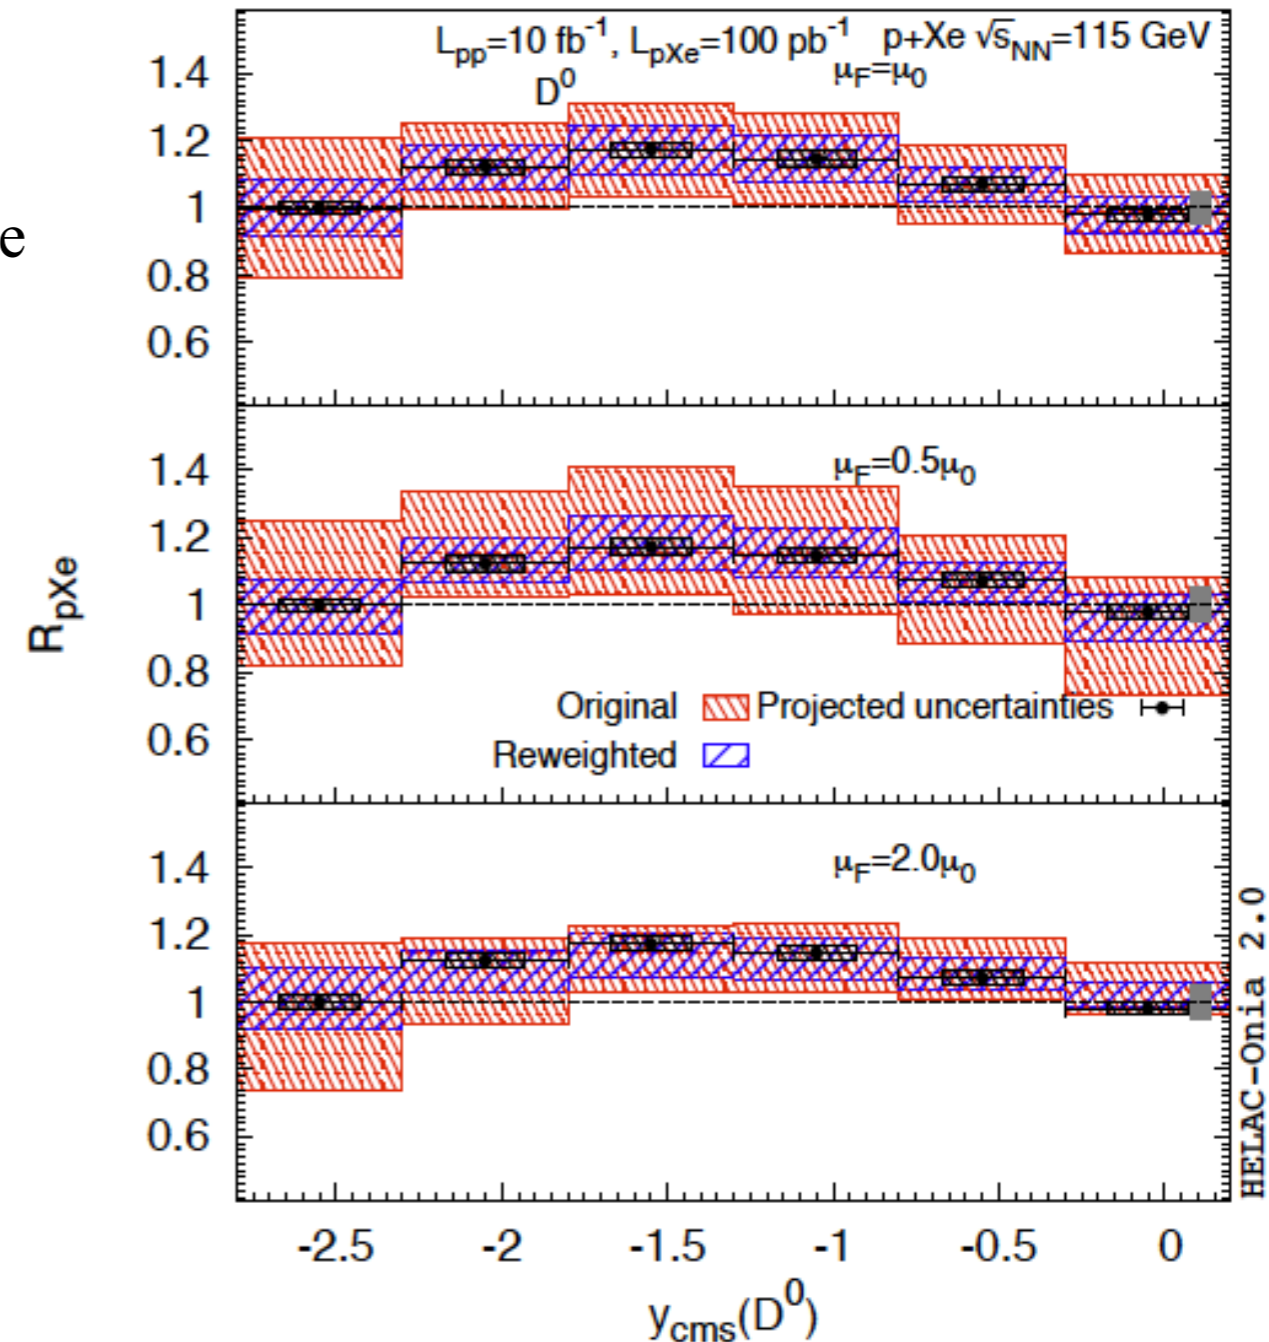 L_pp=10 fb^-1, L_pXe=100 pb^-1 p+Xe √s_NN=115 GeV
D^0 μ_F=μ_0
1.4
1.2
1
0.8
0.6
e
μ_F=0.5μ_0
1.4
1.2
1
0.8
0.6
R_pXe
Original Projected uncertainties
Reweighted
μ_F=2.0μ_0
1.4
1.2
1
0.8
0.6
-2.5 -2 -1.5 -1 -0.5 0
y_cms(D^0)
HELAC-Onia 2.0